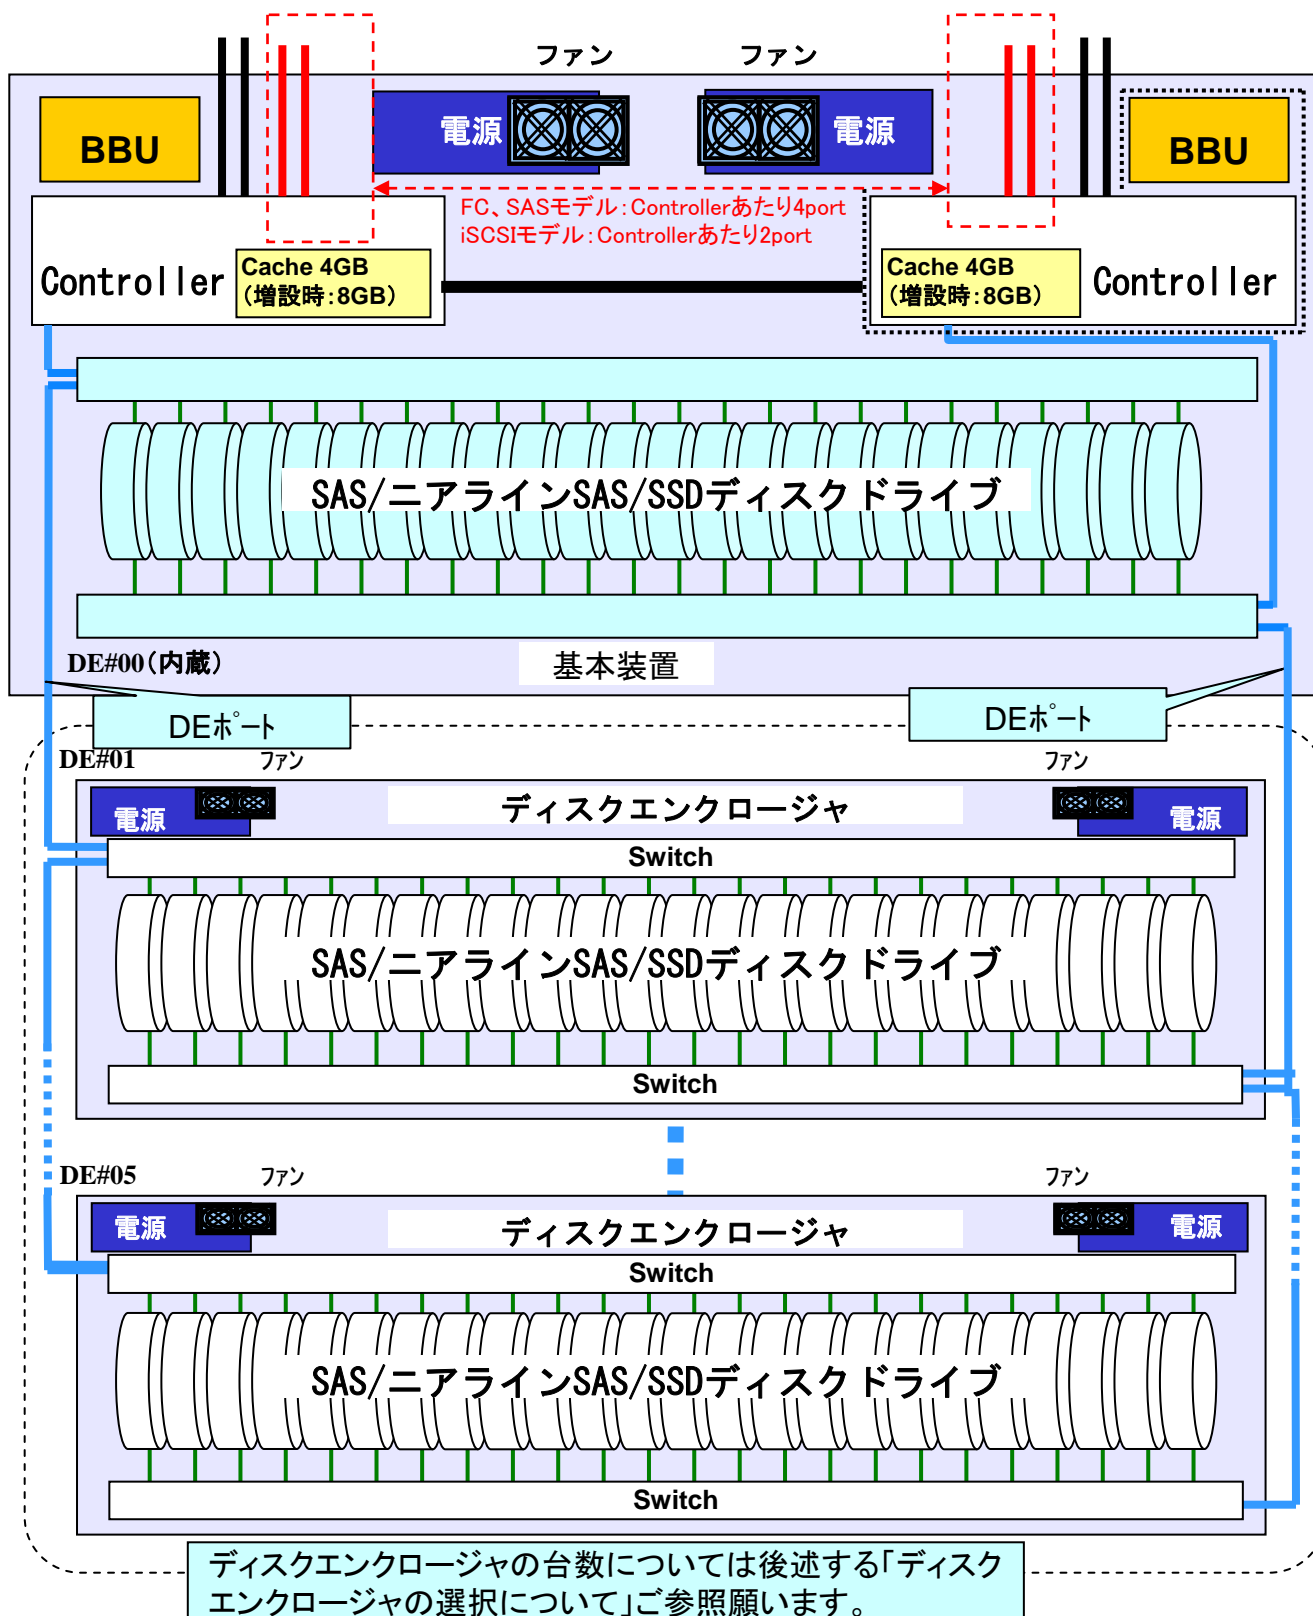 ファン
ファン
BBU
電源
電源
BBU
FC、SASモデル：Controllerあたり4port
iSCSIモデル：Controllerあたり2port
Controller
Cache 4GB
（増設時：8GB）
Cache 4GB
（増設時：8GB）
Controller
SAS/ニアラインSAS/SSDディスクドライブ
DE#00（内蔵）
基本装置
DEﾎﾟｰﾄ
DEﾎﾟｰﾄ
DE#01
ファン
ファン
電源
ディスクエンクロージャ
電源
Switch
SAS/ニアラインSAS/SSDディスクドライブ
Switch
DE#05
ファン
ファン
電源
ディスクエンクロージャ
電源
Switch
SAS/ニアラインSAS/SSDディスクドライブ
Switch
ディスクエンクロージャの台数については後述する｢ディスク
エンクロージャの選択について｣ご参照願います。